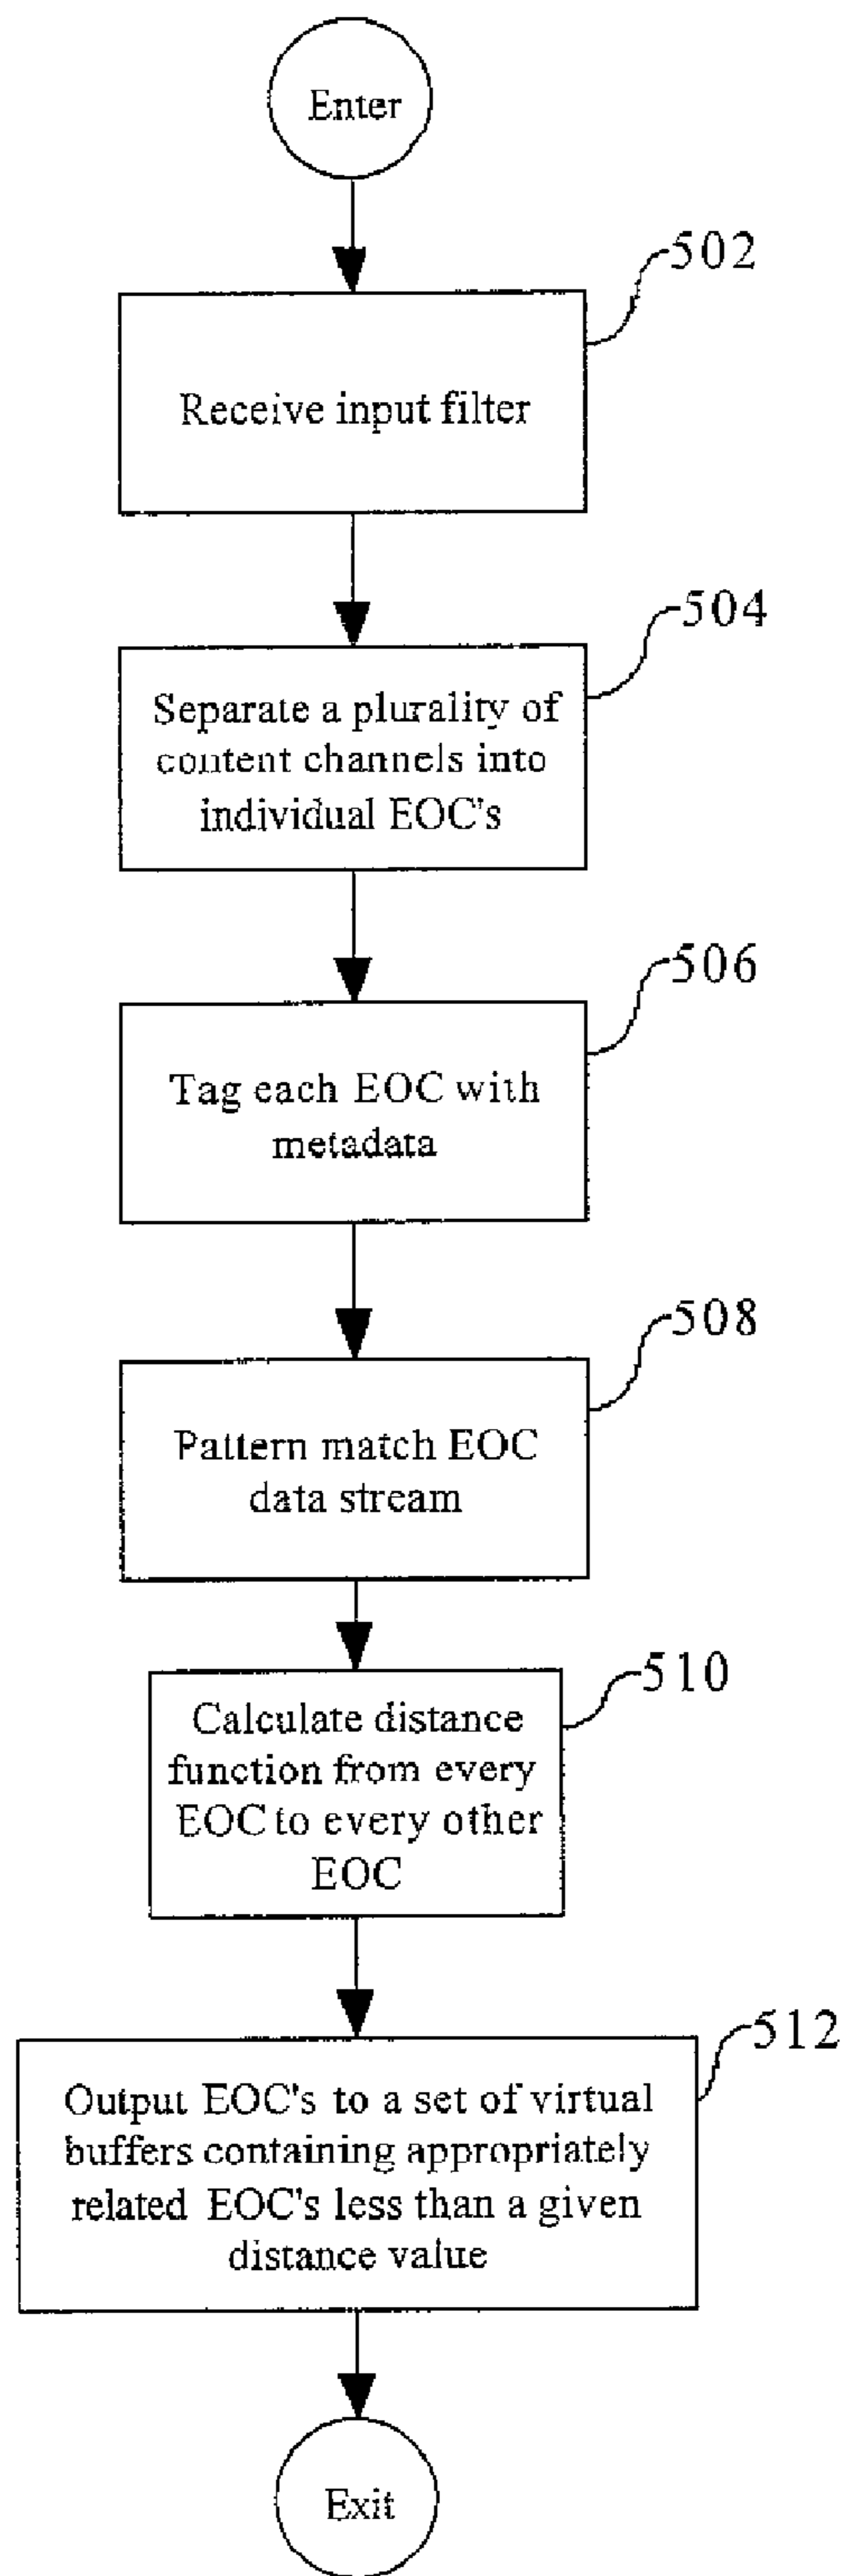 Enter
502
Receive input filter
504
Separate a plurality of
content channels into
individual EOC's
506
Tag each EOC with
metadata
508
Pattern match EOC
data stream
510
Calculate distance
function from every
EOC to every other
EOC
512
Output EOC's to a set of virtual
buffers containing appropriately
related EOC's less than a given
distance value
Exit